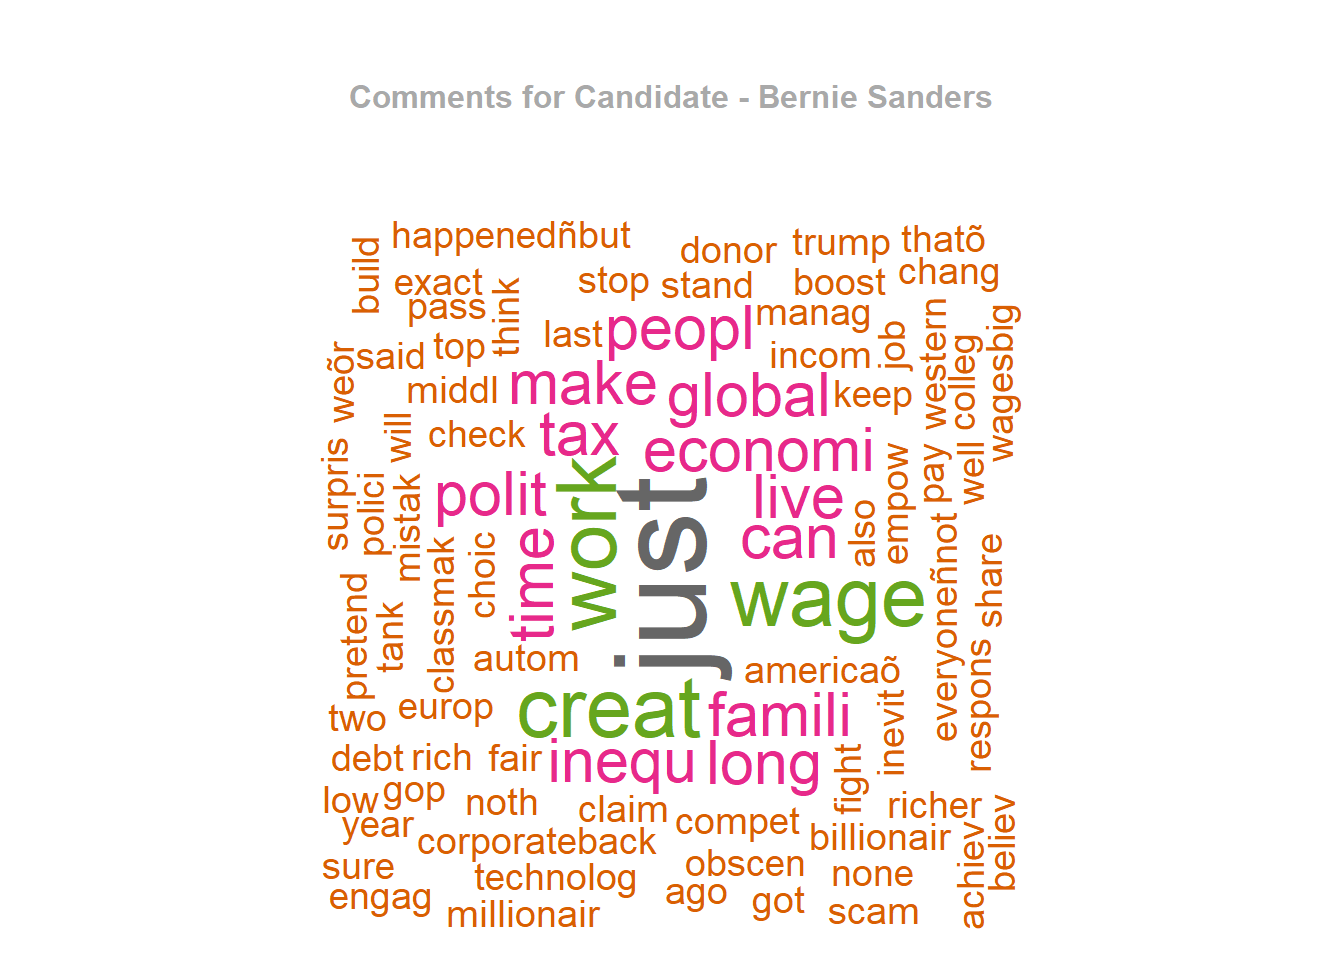 Comments for Candidate - Bernie Sanders
happenedñbut
donor
trump
thatõ
build
exact
stop
stand
boost
chang
pass
think
last
peopl
manag
job
western
wagesbig
weõr
said
top
incom
colleg
middl
make
global
keep
will
check
tax
economi
surpris
polici
mistak
polit
work
just
live
can
also
empow
pay
well
classmak
choic
time
wage
everyoneñnot
share
pretend
tank
autom
americaõ
respons
two
europ
creat
famili
inevit
debt
rich
fair
inequ
long
fight
low
gop
noth
claim
compet
richer
year
corporateback
billionair
achiev
believ
sure
technolog
obscen
none
engag
millionair
ago
got
scam